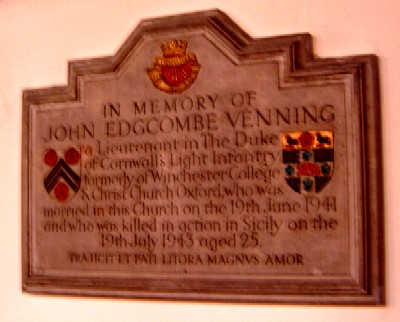 IN MEMORY OF
JOHN EDGCOMBE VENNING
Lieutenant in The Duke
of Cornwall's Light Infantry
formerly of Winchester College
& Christ Church Oxford, who was
married in this Church on the 19th June 1941
and who was killed in action in Sicily on the
19th July 1943 aged 25.
TRAIICIT ET FATI LITORA MAGNVS AMOR